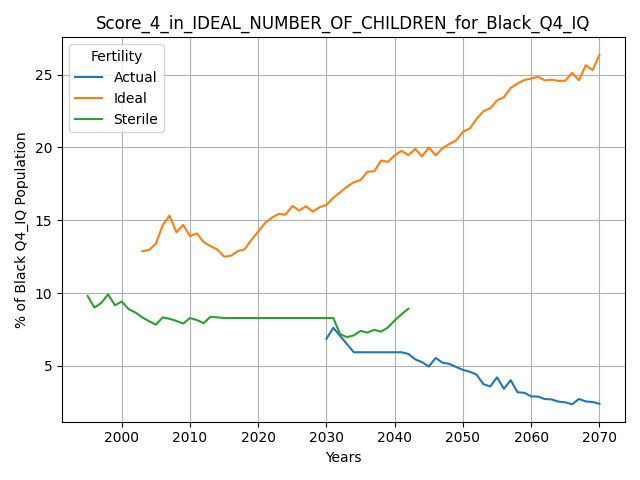 Score_4_in_IDEAL_NUMBER_OF_CHILDREN_for_Black_Q4_IQ
Fertility
Actual
Ideal
Sterile
% of Black Q4_IQ Population
25
20
15
10
5
2000 2010 2020 2030 2040 2050 2060 2070
Years